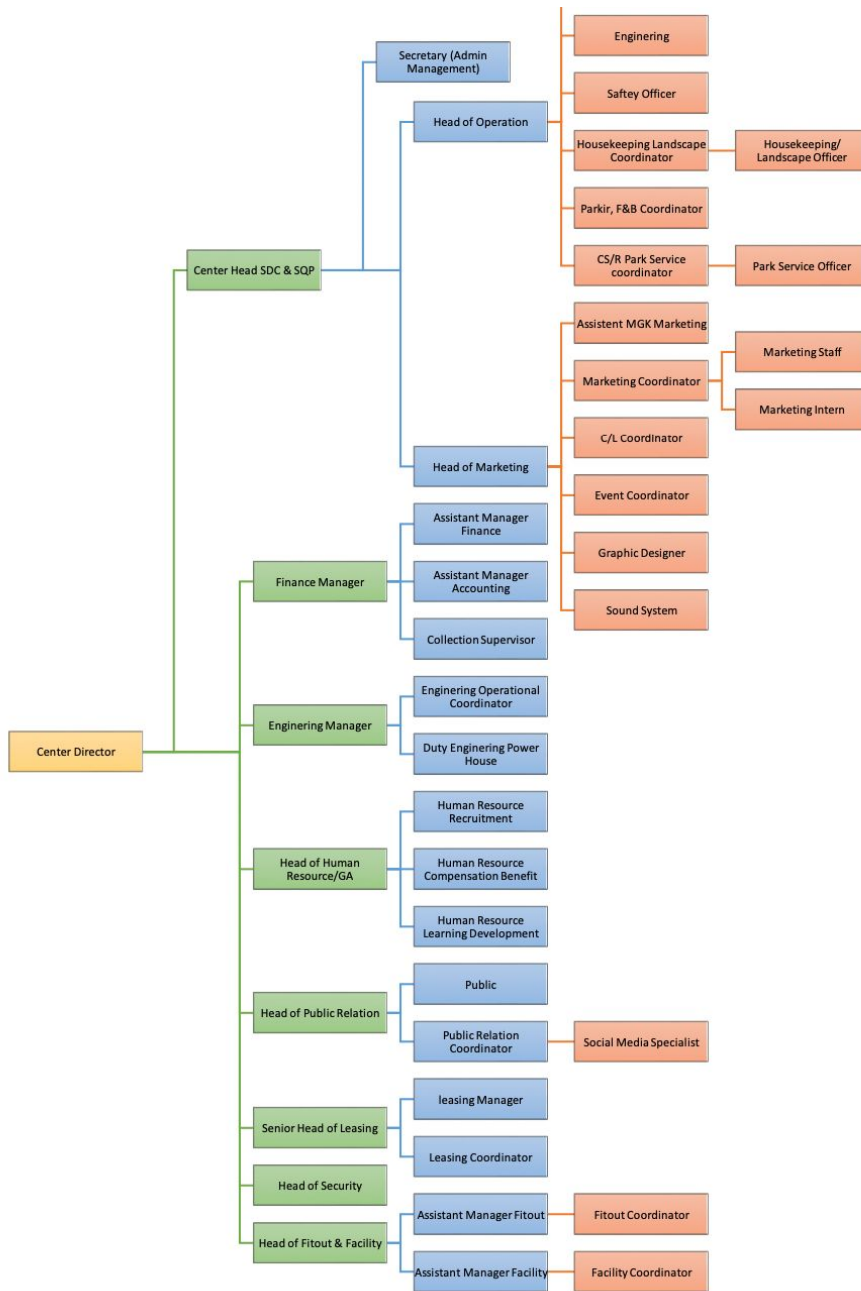 Secretary (Admin
Management)
Enginering
Head of Operation
Saftey Officer
Housekeeping Landscape
Coordinator
Housekeeping/
Landscape Officer
Parkir, F&B Coordinator
Center Head SDC & SQP
CS/R Park Service
coordinator
Park Service Officer
Assistent MGK Marketing
Marketing Coordinator
Marketing Staff
Marketing Intern
C/L Coordinator
Head of Marketing
Event Coordinator
Graphic Designer
Sound System
Finance Manager
Assistant Manager
Finance
Assistant Manager
Accounting
Collection Supervisor
Center Director
Enginering Manager
Enginering Operational
Coordinator
Duty Enginering Power
House
Head of Human
Resource/GA
Human Resource
Recruitment
Human Resource
Compensation Benefit
Human Resource
Learning Development
Head of Public Relation
Public
Public Relation
Coordinator
Social Media Specialist
Senior Head of Leasing
leasing Manager
Leasing Coordinator
Head of Security
Head of Fitout & Facility
Assistant Manager Fitout
Fitout Coordinator
Assistant Manager Facility
Facility Coordinator